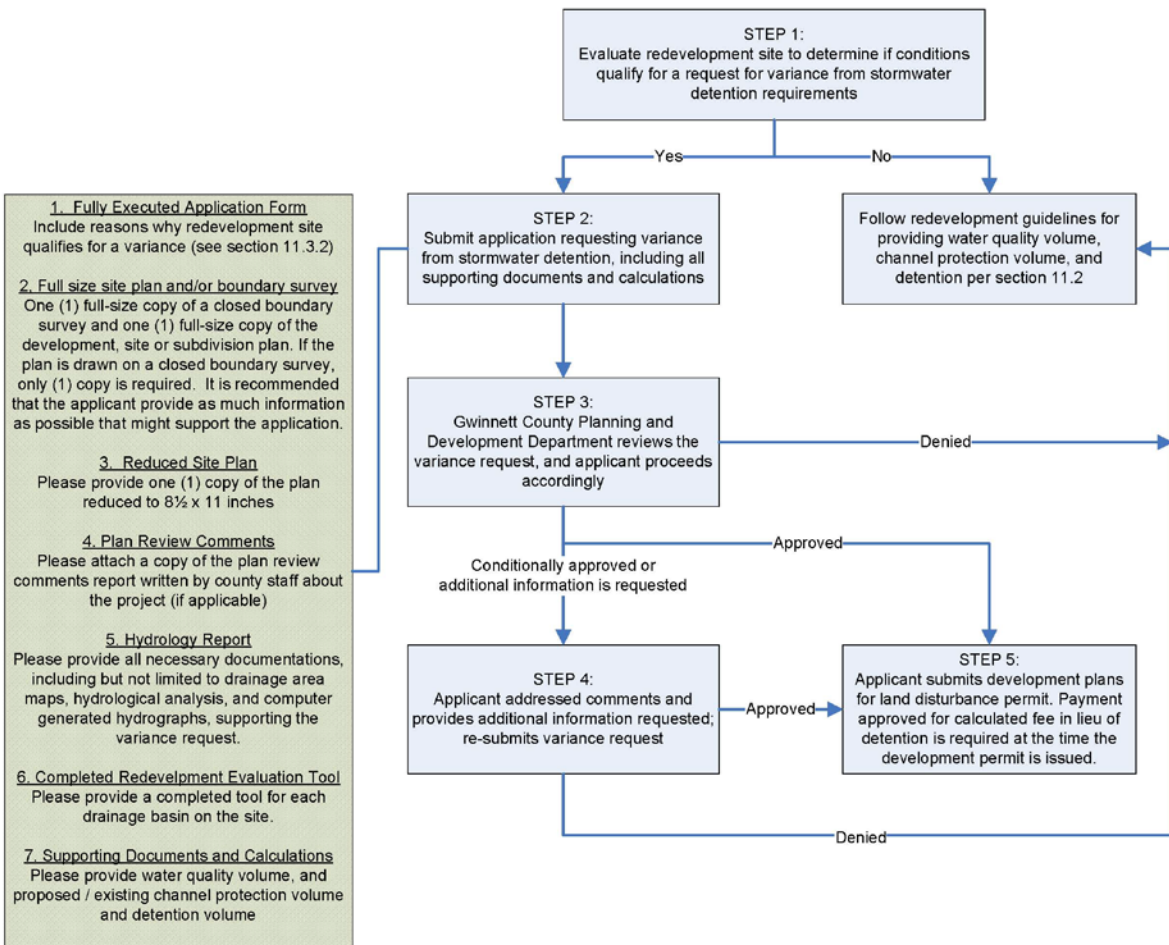 STEP 1:
Evaluate redevelopment site to determine if conditions
qualify for a request for variance from stormwater
detention requirements
Yes
No
1. Fully Executed Application Form
Include reasons why redevelopment site
qualifies for a variance (see section 11.3.2)
2. Full size site plan and/or boundary survey
One (1) full-size copy of a closed boundary
survey and one (1) full-size copy of the
development, site or subdivision plan. If the
plan is drawn on a closed boundary survey,
only (1) copy is required. It is recommended
that the applicant provide as much information
as possible that might support the application.
3. Reduced Site Plan
Please provide one (1) copy of the plan
reduced to 8½ x 11 inches
4. Plan Review Comments
Please attach a copy of the plan review
comments report written by county staff about
the project (if applicable)
5. Hydrology Report
Please provide all necessary documentations,
including but not limited to drainage area
maps, hydrological analysis, and computer
generated hydrographs, supporting the
variance request.
6. Completed Redevelpment Evaluation Tool
Please provide a completed tool for each
drainage basin on the site.
7. Supporting Documents and Calculations
Please provide water quality volume, and
proposed / existing channel protection volume
and detention volume
STEP 2:
Submit application requesting variance
from stormwater detention, including all
supporting documents and calculations
Follow redevelopment guidelines for
providing water quality volume,
channel protection volume, and
detention per section 11.2
STEP 3:
Gwinnett County Planning and
Development Department reviews the
variance request, and applicant proceeds
accordingly
Denied
Approved
Conditionally approved or
additional information is requested
STEP 4:
Applicant addressed comments and
provides additional information requested;
re-submits variance request
Approved
STEP 5:
Applicant submits development plans
for land disturbance permit. Payment
approved for calculated fee in lieu of
detention is required at the time the
development permit is issued.
Denied